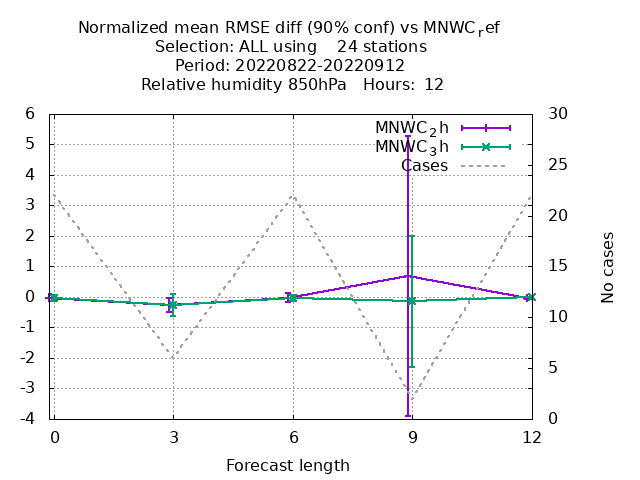 Normalized mean RMSE diff (90% conf) vs MNWC_ref
Selection: ALL using 24 stations
Period: 20220822-20220912
Relative humidity 850hPa Hours: 12
MNWC_2h
MNWC_3h
Cases
6
5
4
3
2
1
0
-1
-2
-3
-4
30
25
20
15
10
5
0
No cases
0 3 6 9 12
Forecast length